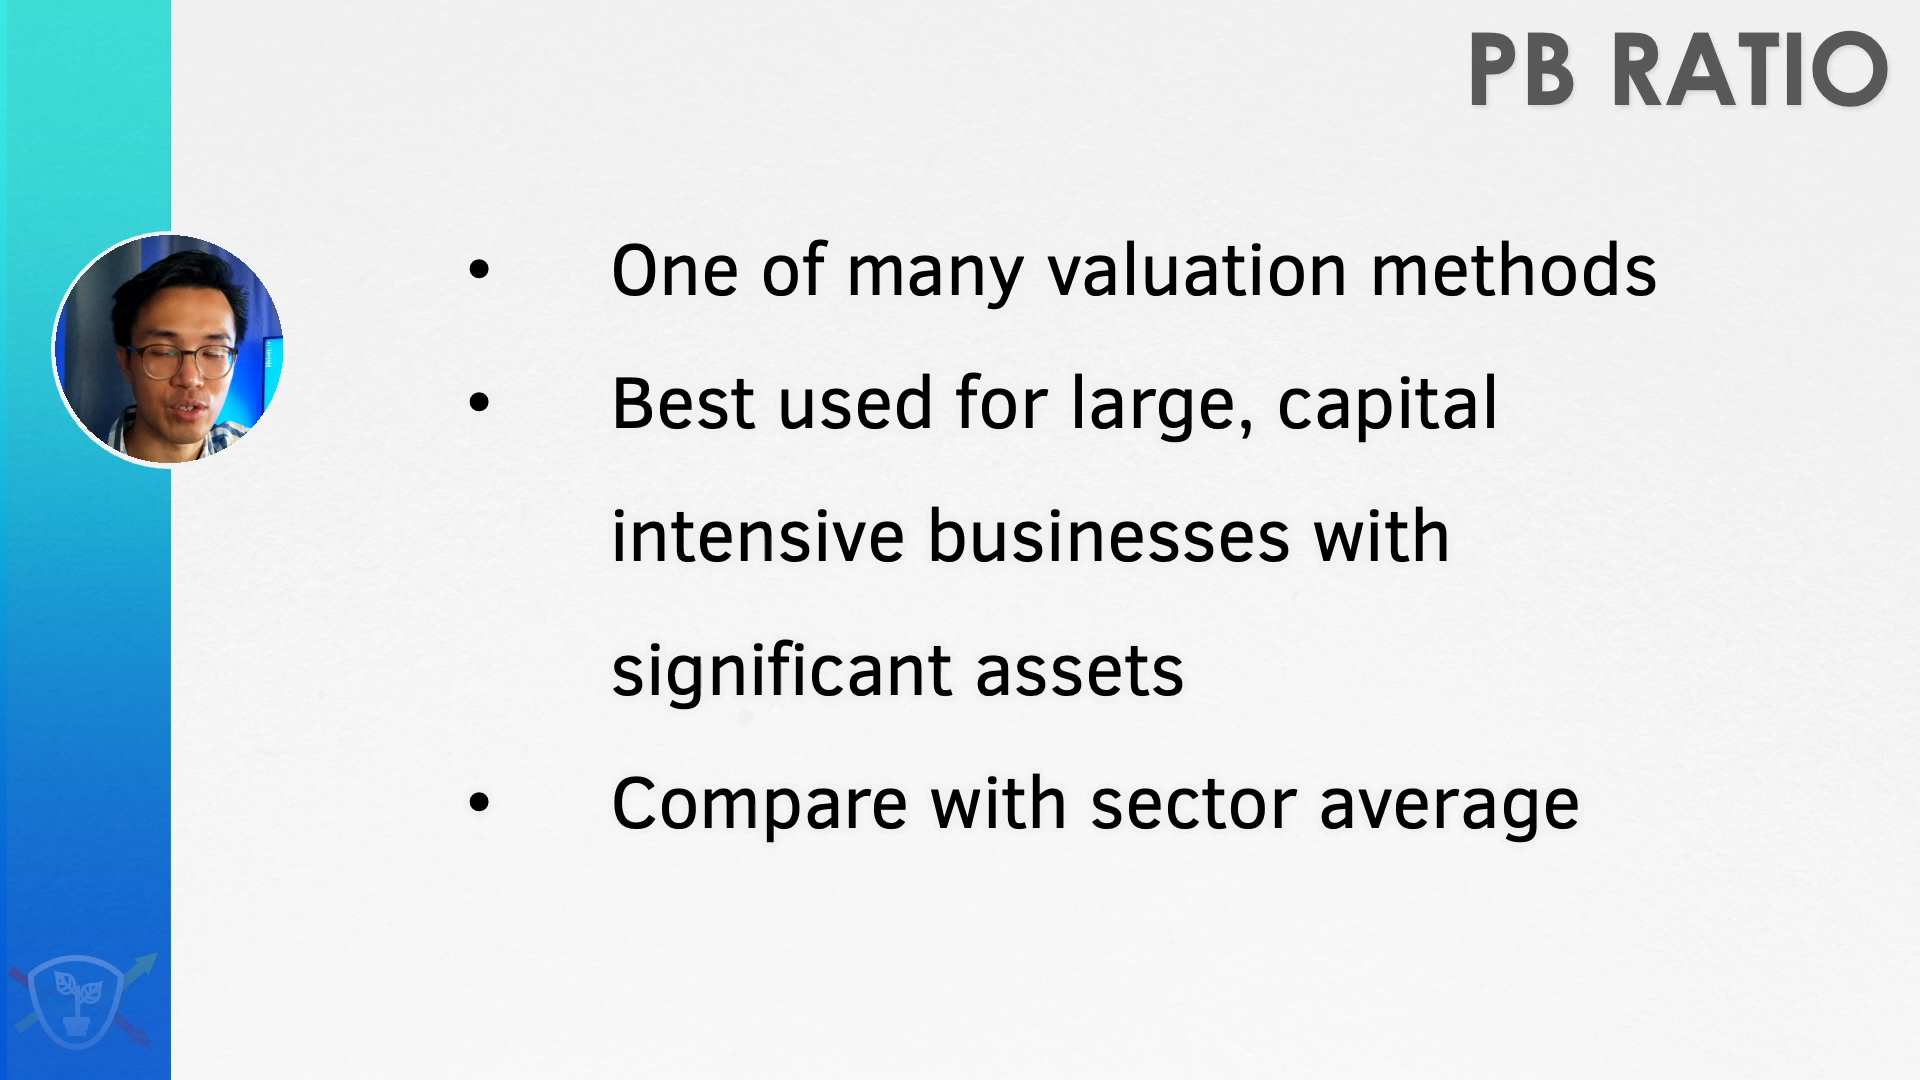 PB RATIO
• One of many valuation methods
• Best used for large, capital
intensive businesses with
significant assets
• Compare with sector average